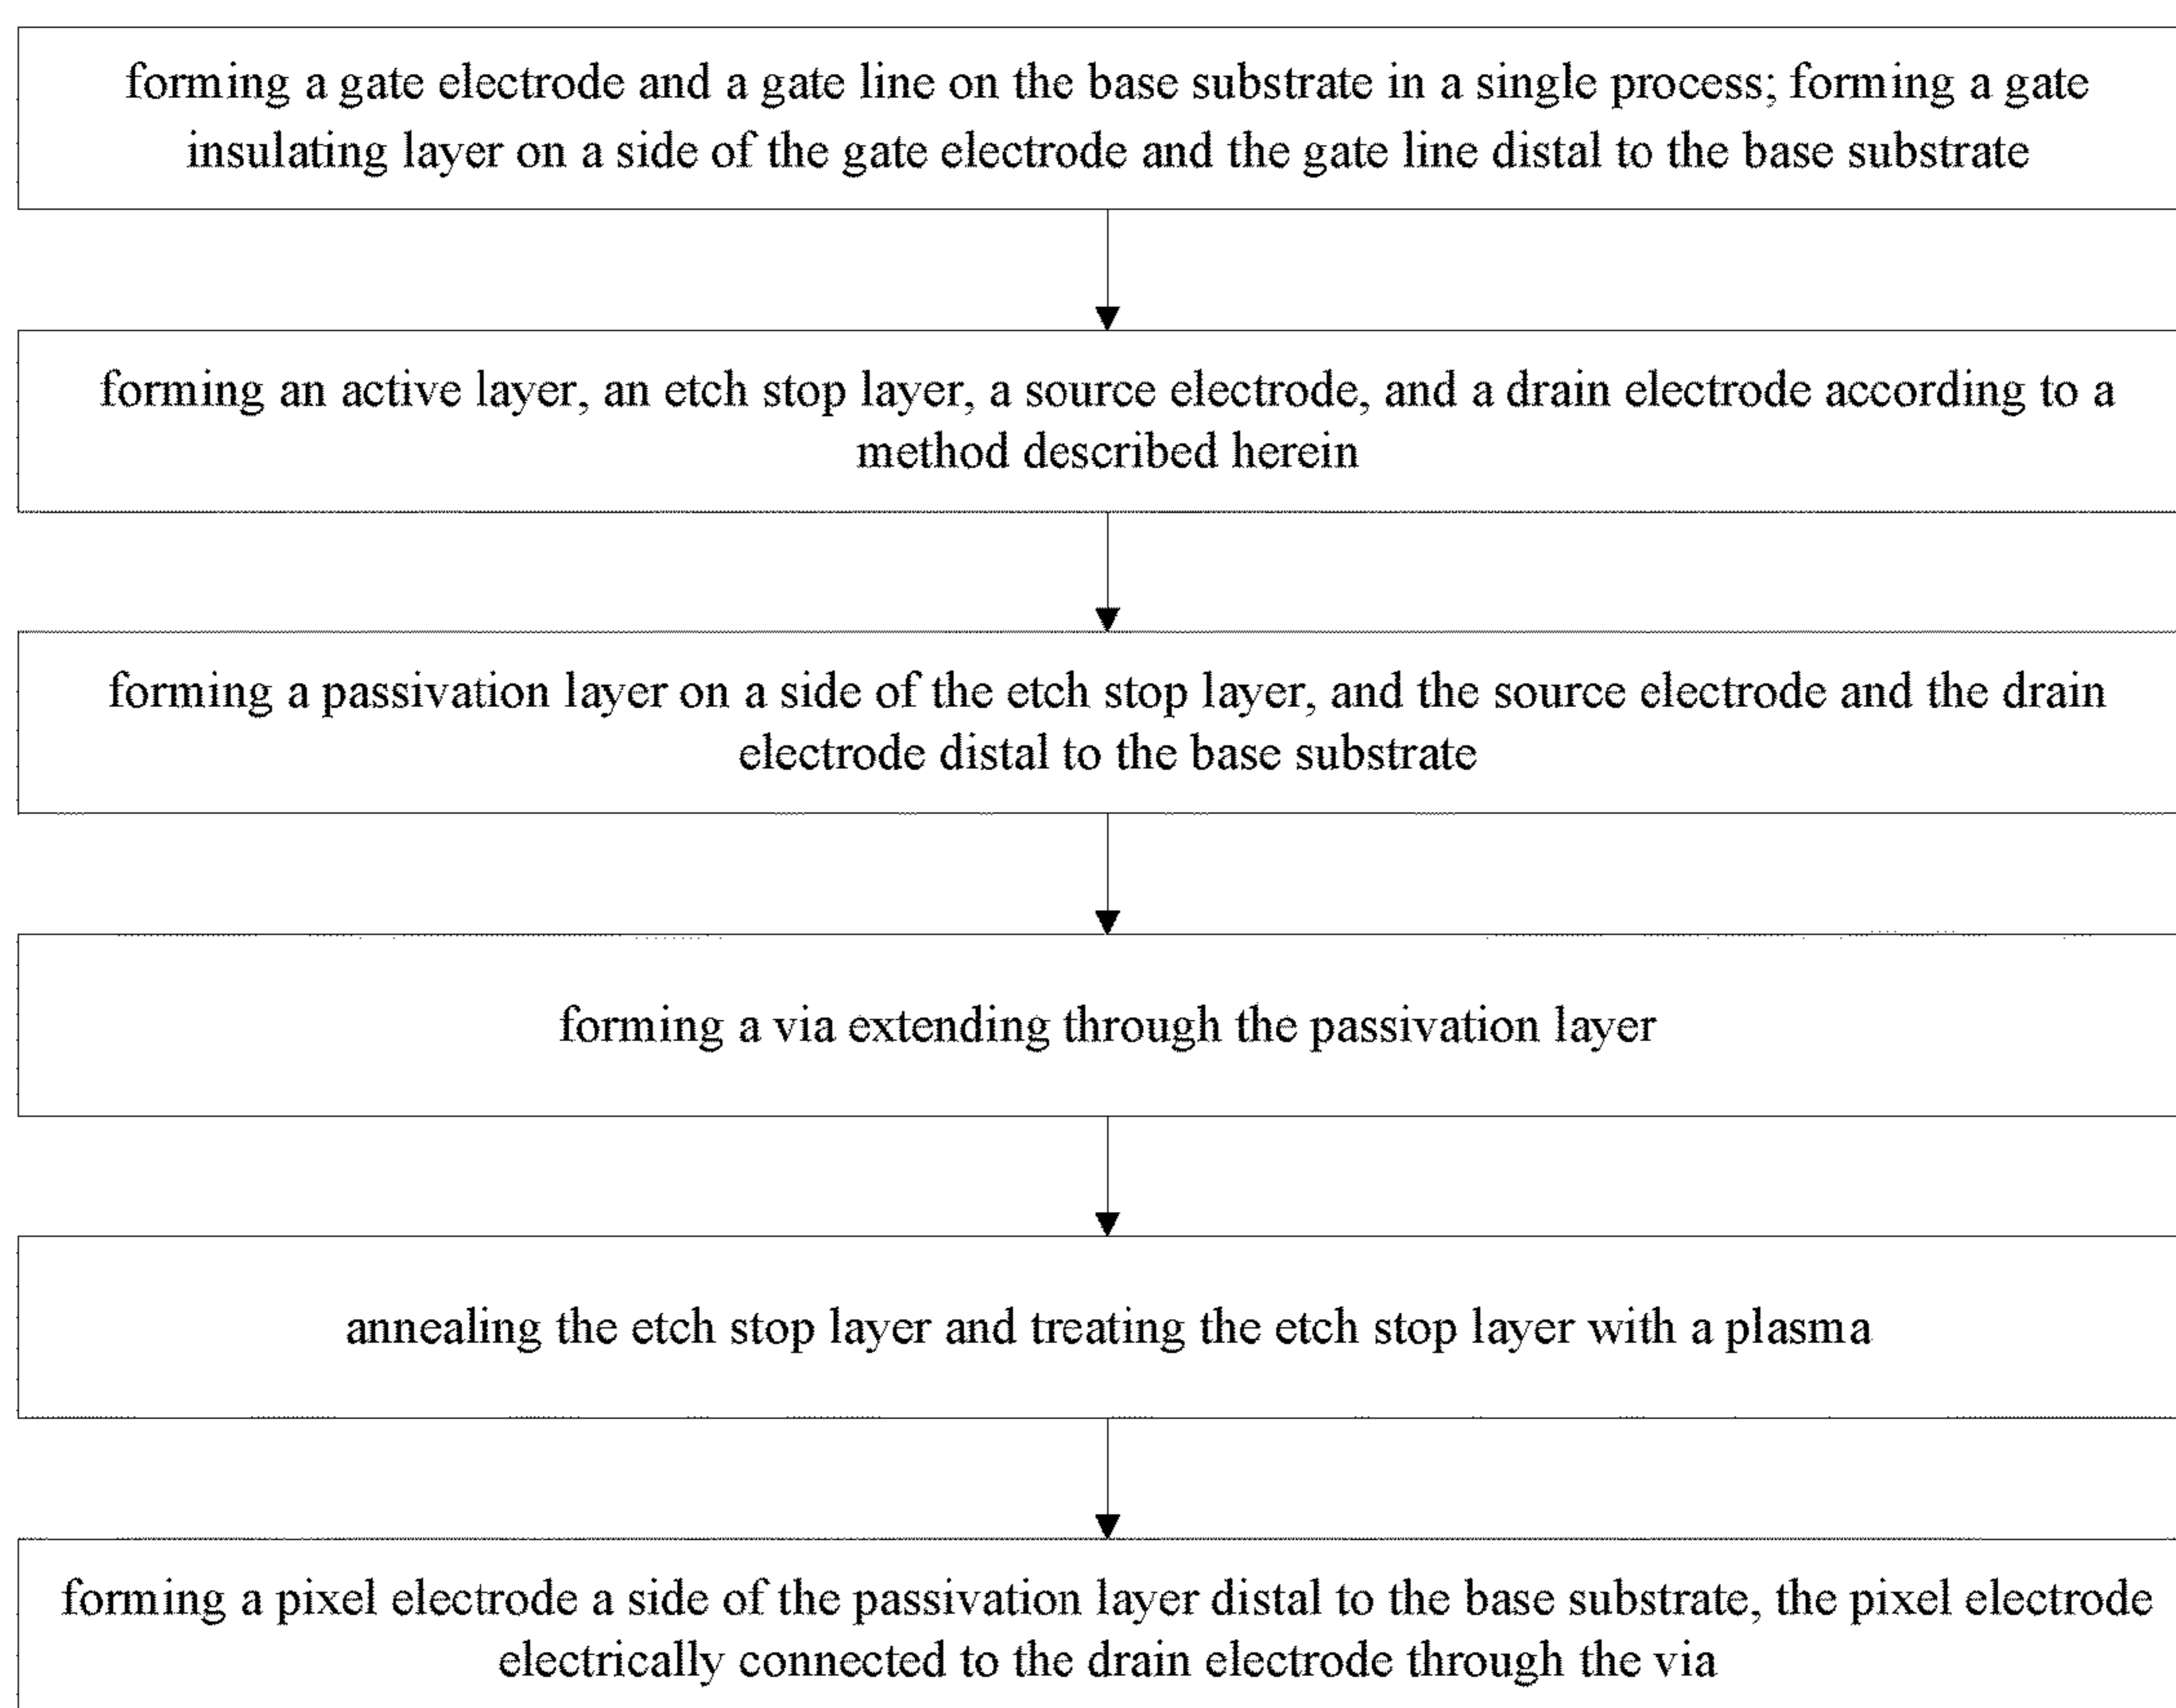 forming a gate electrode and a gate line on the base substrate in a single process; forming a gate
insulating layer on a side of the gate electrode and the gate line distal to the base substrate
forming an active layer, an etch stop layer, a source electrode, and a drain electrode according to a
method described herein
forming a passivation layer on a side of the etch stop layer, and the source electrode and the drain
electrode distal to the base substrate
forming a via extending through the passivation layer
annealing the etch stop layer and treating the etch stop layer with a plasma
forming a pixel electrode a side of the passivation layer distal to the base substrate, the pixel electrode
electrically connected to the drain electrode through the via